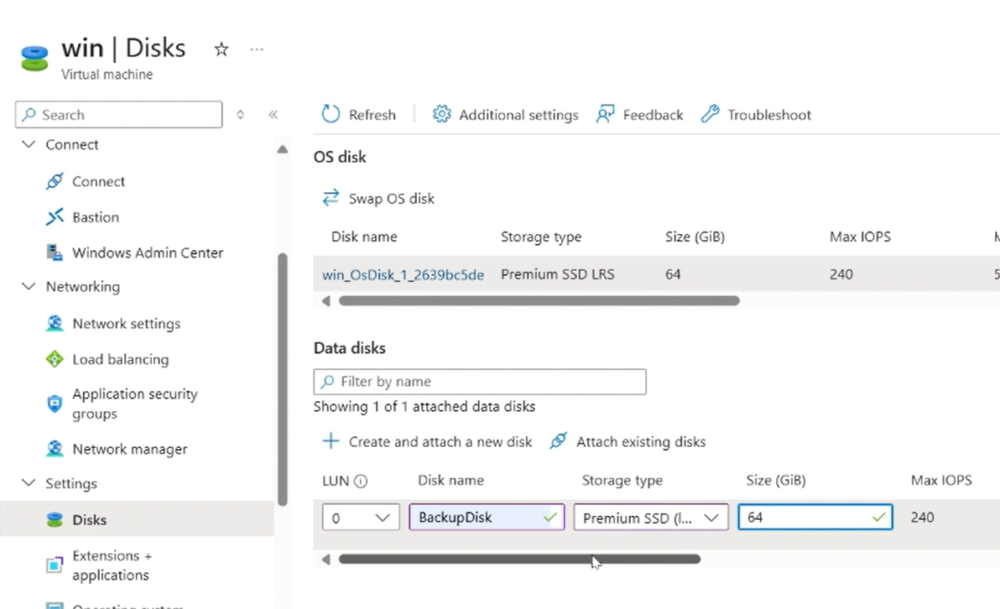 win | Disks
Virtual machine
Search
Connect
Connect
Bastion
Windows Admin Center
Networking
Network settings
Load balancing
Application security
groups
Network manager
Settings
Disks
Extensions +
applications
Refresh
Additional settings
Feedback
Troubleshoot
OS disk
Swap OS disk
Disk name Storage type Size (GiB) Max IOPS
win_OsDisk_1_2639bc5de Premium SSD LRS 64 240
Data disks
Filter by name
Showing 1 of 1 attached data disks
Create and attach a new disk Attach existing disks
LUN Disk name Storage type Size (GiB) Max IOPS
0 BackupDisk Premium SSD (l... 64 240